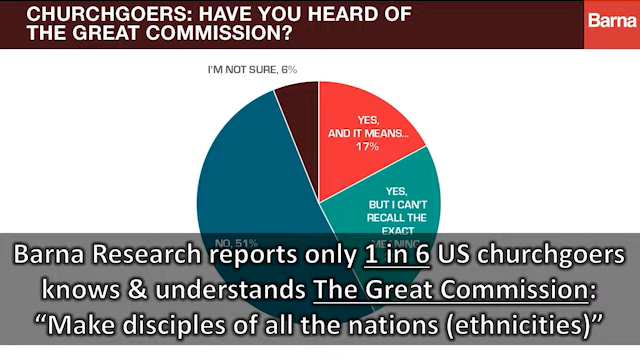 CHURCHGOERS: HAVE YOU HEARD OF
THE GREAT COMMISSION?
Barna
I'M NOT SURE, 6%
YES,
AND IT MEANS...
17%
YES,
BUT I CAN'T
RECALL THE
EXACT
MEANING
NO, 51%
Barna Research reports only 1 in 6 US churchgoers
knows & understands The Great Commission:
“Make disciples of all the nations (ethnicities)”